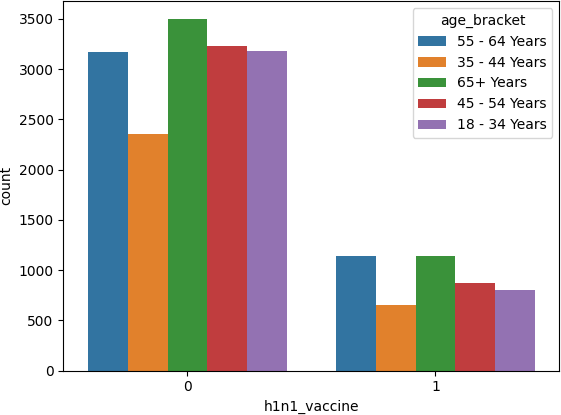 age_bracket
55 - 64 Years
35 - 44 Years
65+ Years
45 - 54 Years
18 - 34 Years
3500
3000
2500
2000
1500
1000
500
0
count
0 1
h1n1_vaccine